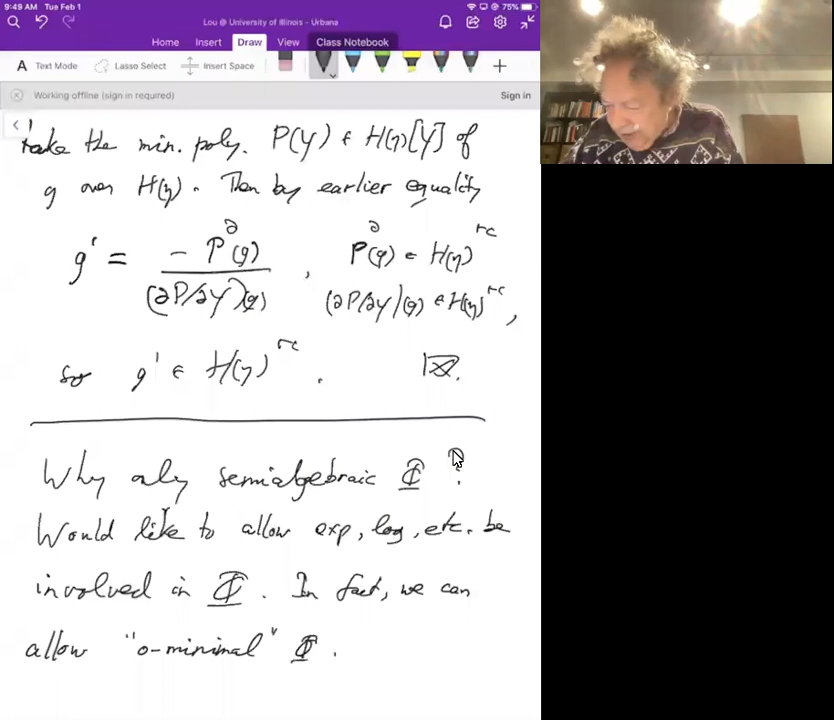 9:49 AM Tue Feb 1
75%
Lou @ University of Illinois - Urbana
Home Insert Draw View Class Notebook
A Text Mode Lasso Select Insert Space
Working offline (sign in required) Sign in
take the min. poly. P(Y) ∈ H(y)[Y] of
g over H(y). Then by earlier equality
g' = -P^∂(g) / (∂P/∂Y)(g), P^∂(g) ∈ H(y)^rc
(∂P/∂Y)(g) ∈ H(y)^rc,
so g' ∈ H(y)^rc. ☒.
Why only semialgebraic Φ ?
Would like to allow exp, log, etc. be
involved in Φ. In fact, we can
allow "o-minimal" Φ.